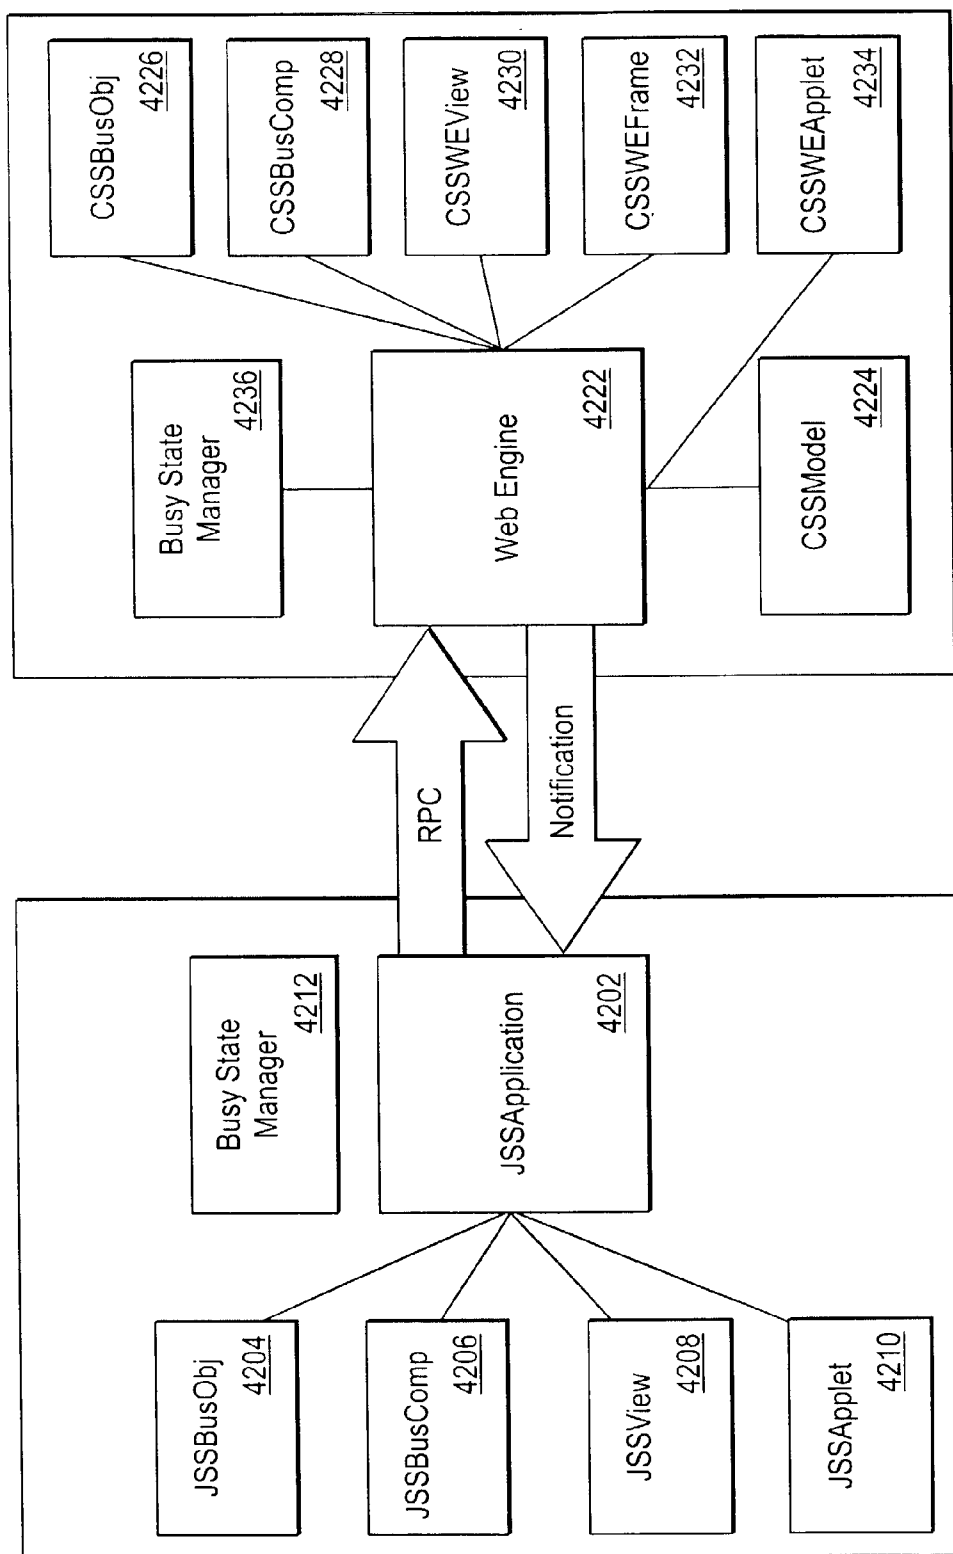 JSSBusObj
4204
JSSBusComp
4206
JSSView
4208
JSSApplet
4210
Busy State
Manager
4212
JSSApplication
4202
RPC
Notification
Busy State
Manager
4236
Web Engine
4222
CSSModel
4224
CSSBusObj
4226
CSSBusComp
4228
CSSWEView
4230
CSSWEFrame
4232
CSSWEApplet
4234